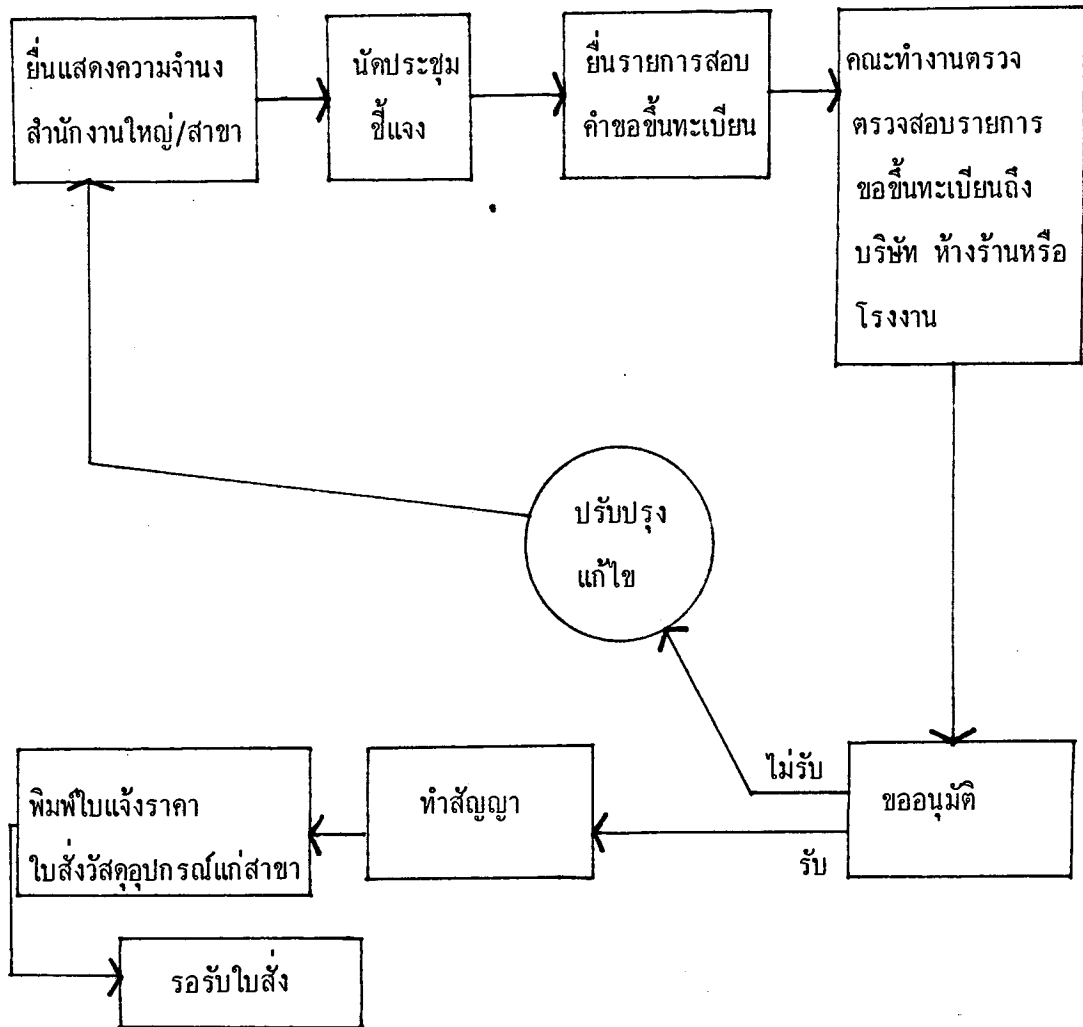 ยื่นแสดงความจำนง
สำนักงานใหญ่/สาขา
นัดประชุม
ชี้แจง
ยื่นรายการสอบ
คำขอขึ้นทะเบียน
คณะทำงานตรวจ
ตรวจสอบรายการ
ขอขึ้นทะเบียนถึง
บริษัท ห้างร้านหรือ
โรงงาน
ปรับปรุง
แก้ไข
ไม่รับ
ขออนุมัติ
รับ
ทำสัญญา
พิมพ์ใบแจ้งราคา
ใบสั่งวัสดุอุปกรณ์แก่สาขา
รอรับใบสั่ง